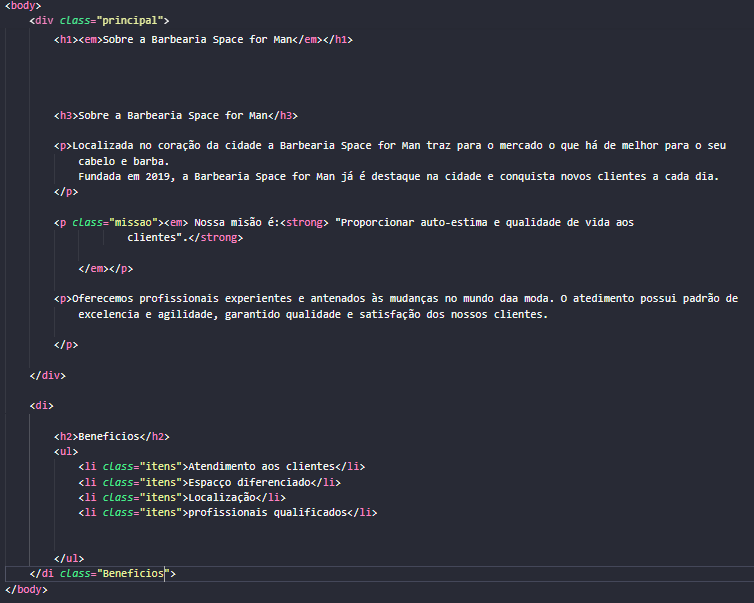 <body>
<div class="principal">
<h1><em>Sobre a Barbearia Space for Man</em></h1>
<h3>Sobre a Barbearia Space for Man</h3>
<p>Localizada no coração da cidade a Barbearia Space for Man traz para o mercado o que há de melhor para o seu
cabelo e barba.
Fundada em 2019, a Barbearia Space for Man já é destaque na cidade e conquista novos clientes a cada dia.
</p>
<p class="missao"><em> Nossa misão é:<strong> "Proporcionar auto-estima e qualidade de vida aos
clientes".</strong>
</em></p>
<p>Oferecemos profissionais experientes e antenados às mudanças no mundo daa moda. O atedimento possui padrão de
excelencia e agilidade, garantido qualidade e satisfação dos nossos clientes.
</p>
</div>
<di>
<h2>Beneficios</h2>
<ul>
<li class="itens">Atendimento aos clientes</li>
<li class="itens">Espacço diferenciado</li>
<li class="itens">Localização</li>
<li class="itens">profissionais qualificados</li>
</ul>
</di class="Beneficios">
</body>